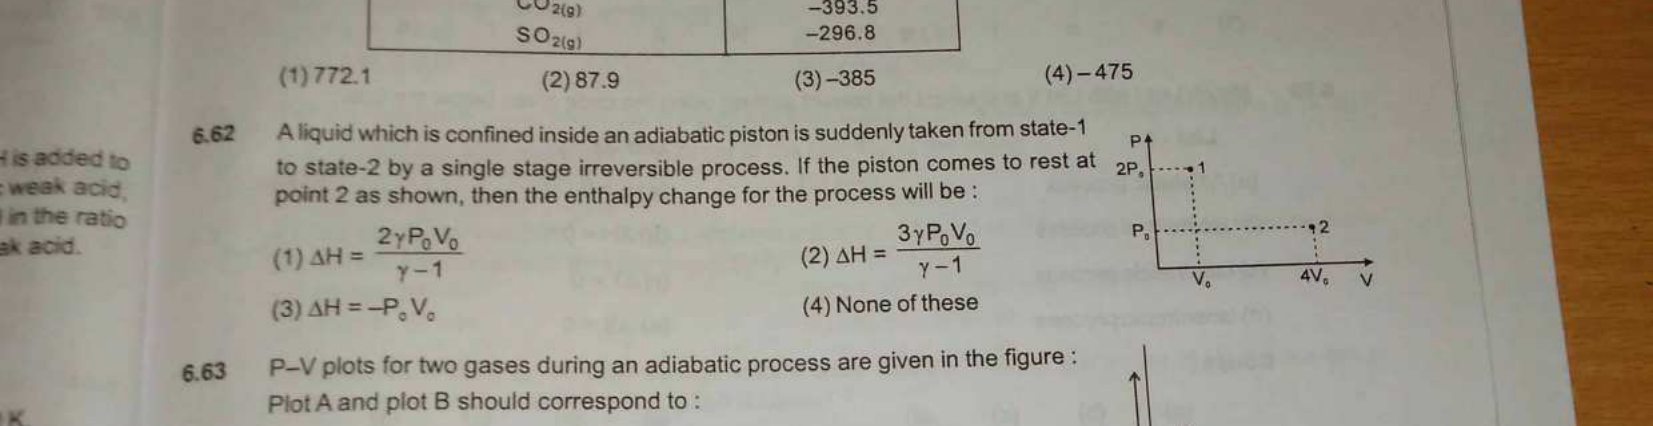 CO2(g) -393.5
SO2(g) -296.8
(1) 772.1 (2) 87.9 (3) –385 (4) – 475
6.62 A liquid which is confined inside an adiabatic piston is suddenly taken from state-1
to state-2 by a single stage irreversible process. If the piston comes to rest at
point 2 as shown, then the enthalpy change for the process will be :
(1) ΔH = 2γP0V0 / γ – 1 (2) ΔH = 3γP0V0 / γ – 1
(3) ΔH = –P0V0 (4) None of these
P
2P0 1
P0 2
V0 4V0 V
6.63 P–V plots for two gases during an adiabatic process are given in the figure :
Plot A and plot B should correspond to :
is added to
weak acid,
in the ratio
acid.
K